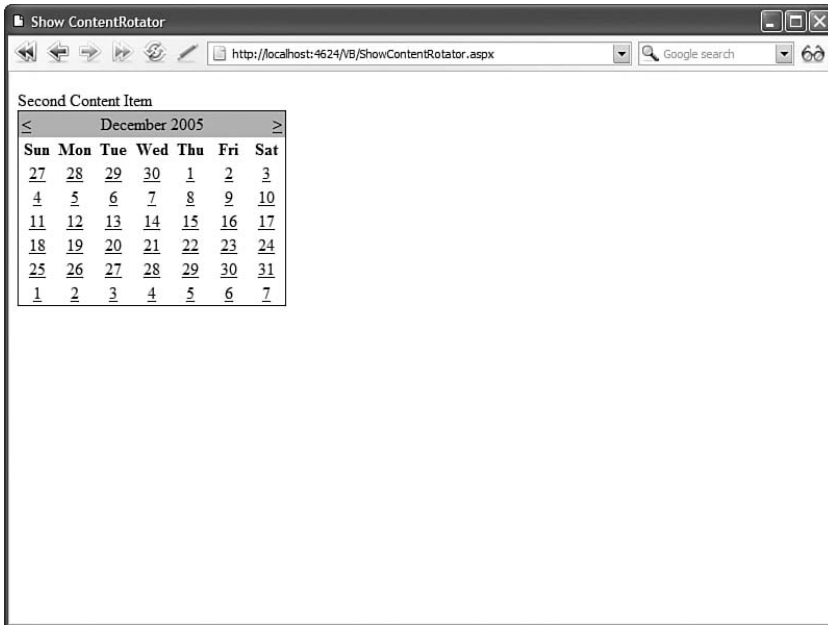 Show ContentRotator
http://localhost:4624/VB/ShowContentRotator.aspx
Google search
Second Content Item
< December 2005 >
Sun Mon Tue Wed Thu Fri Sat
27 28 29 30 1 2 3
4 5 6 7 8 9 10
11 12 13 14 15 16 17
18 19 20 21 22 23 24
25 26 27 28 29 30 31
1 2 3 4 5 6 7